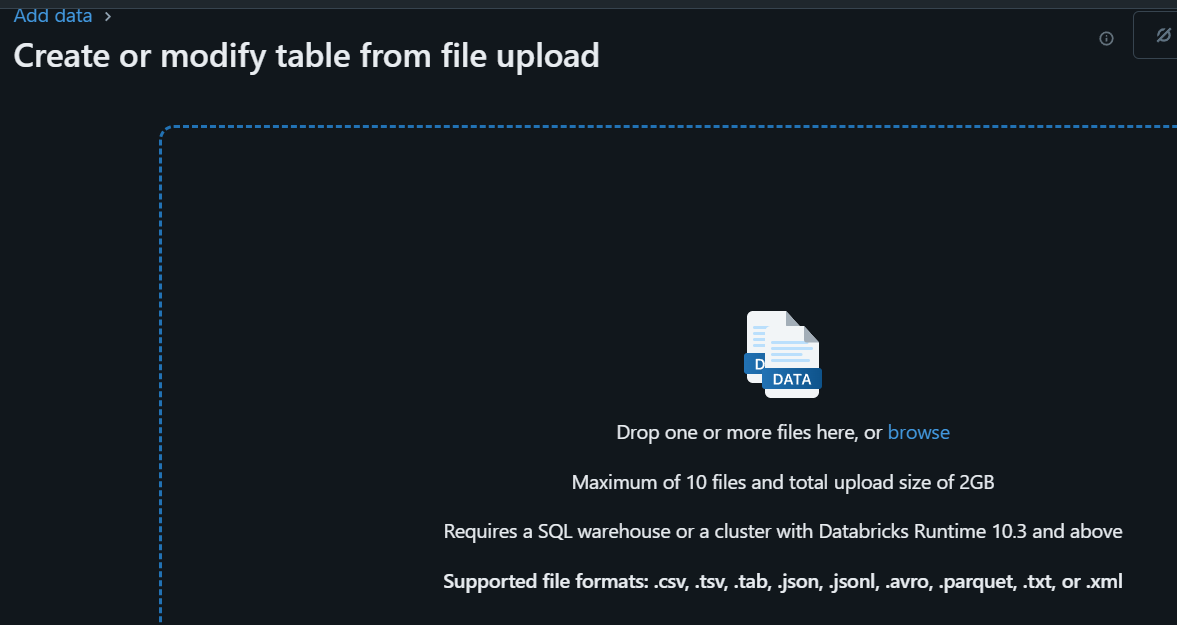 Add data >
Create or modify table from file upload
D
DATA
Drop one or more files here, or browse
Maximum of 10 files and total upload size of 2GB
Requires a SQL warehouse or a cluster with Databricks Runtime 10.3 and above
Supported file formats: .csv, .tsv, .tab, .json, .jsonl, .avro, .parquet, .txt, or .xml